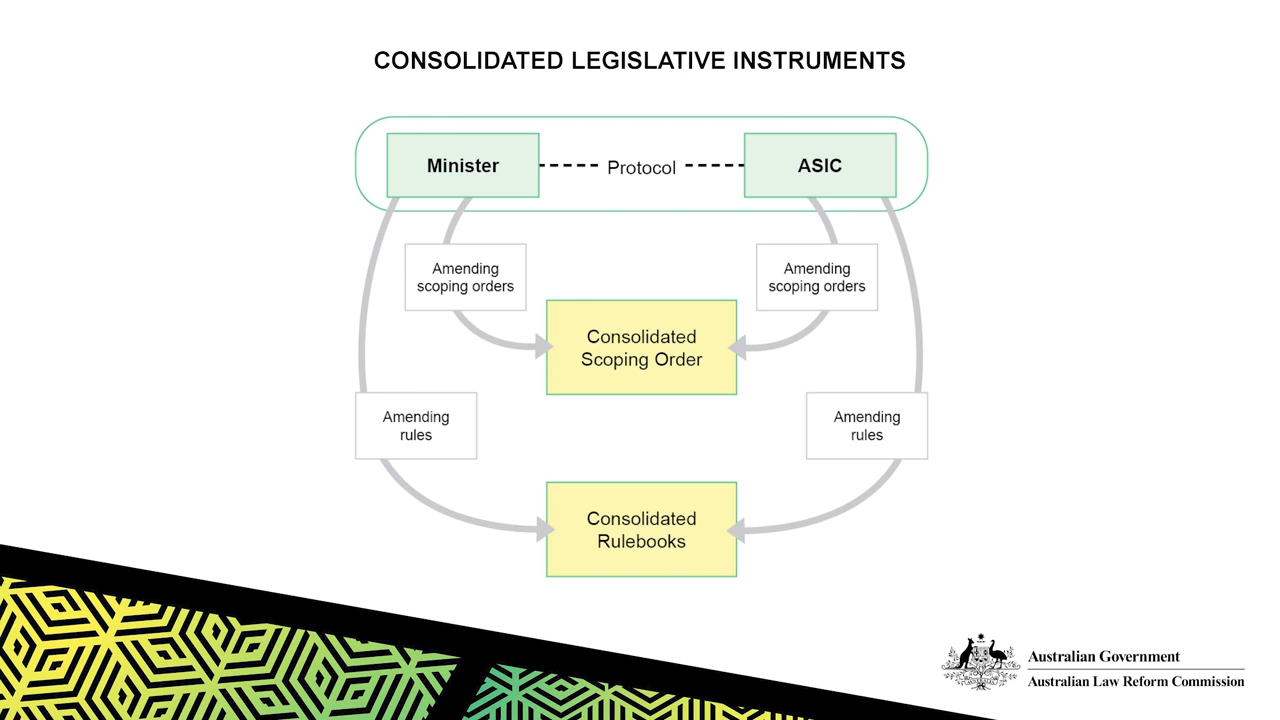 CONSOLIDATED LEGISLATIVE INSTRUMENTS
Minister
Protocol
ASIC
Amending
scoping orders
Amending
scoping orders
Consolidated
Scoping Order
Amending
rules
Amending
rules
Consolidated
Rulebooks
Australian Government
Australian Law Reform Commission